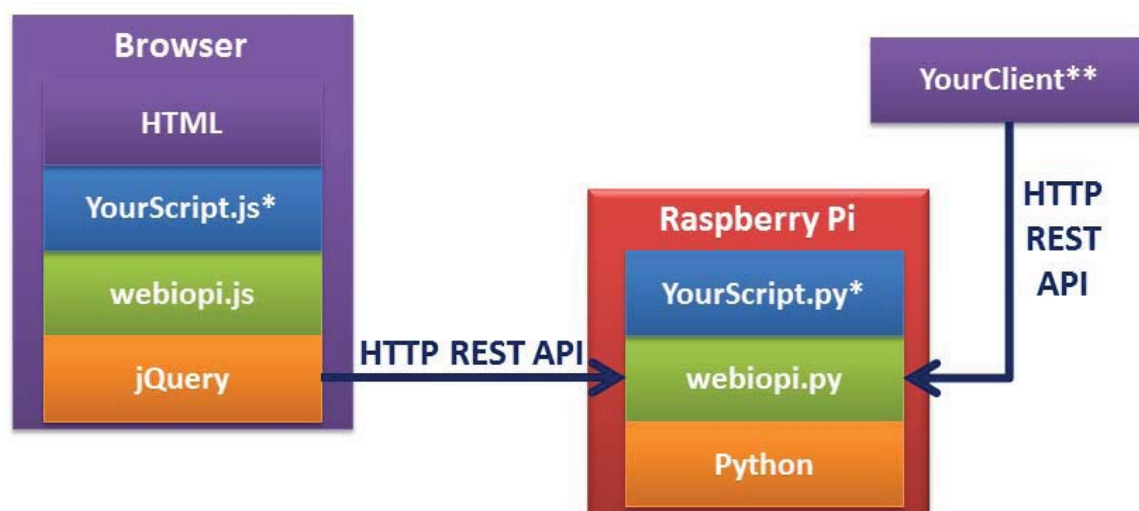 Browser
HTML
YourScript.js*
webiopi.js
jQuery
HTTP REST API
Raspberry Pi
YourScript.py*
webiopi.py
Python
YourClient**
HTTP
REST
API